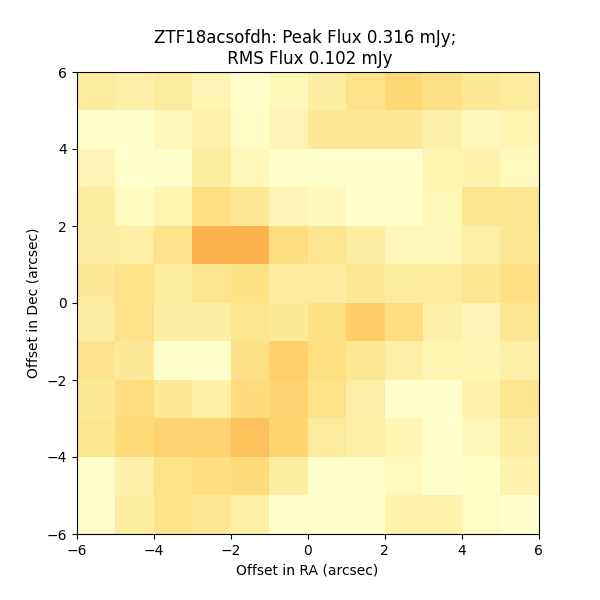 ZTF18acsofdh: Peak Flux 0.316 mJy;
RMS Flux 0.102 mJy
6
4
2
0
−2
−4
−6
Offset in Dec (arcsec)
−6 −4 −2 0 2 4 6
Offset in RA (arcsec)